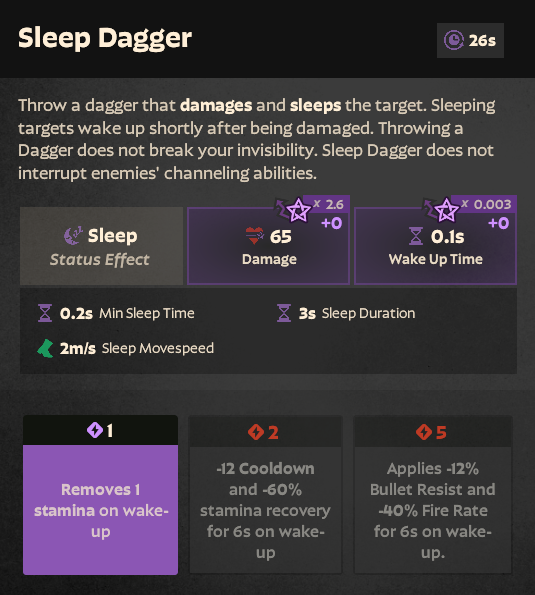 Sleep Dagger
26s
Throw a dagger that damages and sleeps the target. Sleeping
targets wake up shortly after being damaged. Throwing a
Dagger does not break your invisibility. Sleep Dagger does not
interrupt enemies' channeling abilities.
Sleep
Status Effect
x 2.6
+0
65
Damage
x 0.003
+0
0.1s
Wake Up Time
0.2s Min Sleep Time
3s Sleep Duration
2m/s Sleep Movespeed
1
Removes 1
stamina on wake-
up
2
-12 Cooldown
and -60%
stamina recovery
for 6s on wake-
up
5
Applies -12%
Bullet Resist and
-40% Fire Rate
for 6s on wake-
up.